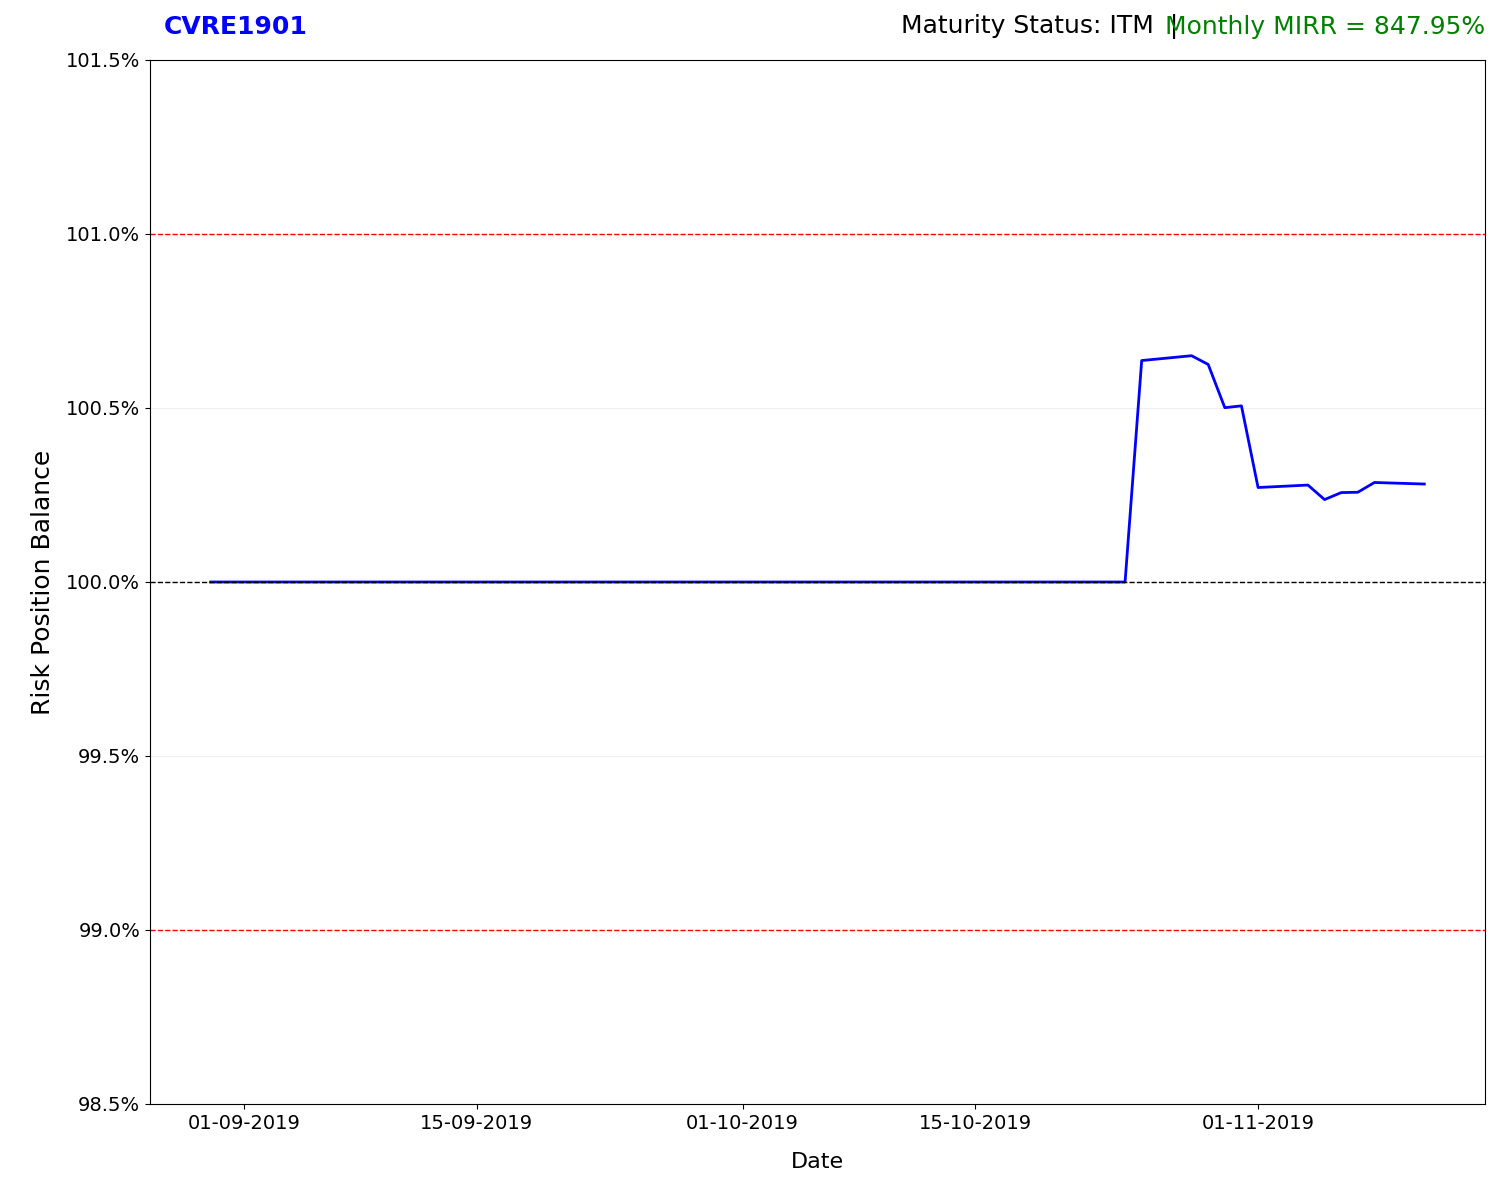 CVRE1901 Maturity Status: ITM | Monthly MIRR = 847.95%
101.5%
101.0%
100.5%
100.0%
99.5%
99.0%
98.5%
Risk Position Balance
01-09-2019 15-09-2019 01-10-2019 15-10-2019 01-11-2019
Date